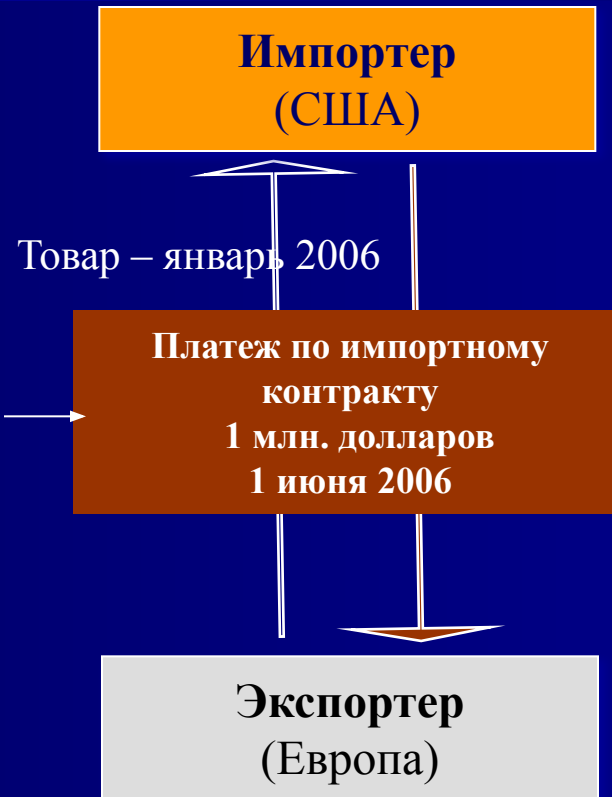 Импортер
(США)
Товар – январь 2006
Платеж по импортному
контракту
1 млн. долларов
1 июня 2006
Экспортер
(Европа)